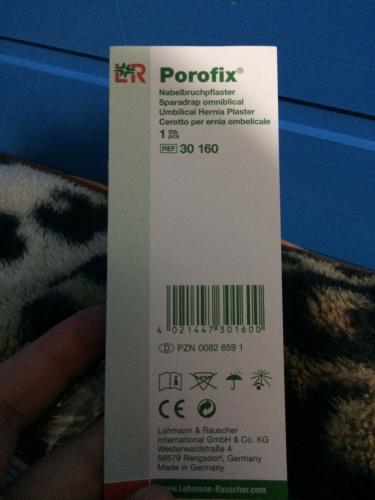 L R
Porofix®
Nabelbruchpflaster
Sparadrap omniblical
Umbilical Hernia Plaster
Cerotto per ernia ombelicale
1 Stk pcs
REF 30 160
4 021447 301600
D PZN 0082 659 1
LATEX
CE
Lohmann & Rauscher
International GmbH & Co. KG
Westerwaldstraße 4
56579 Rengsdorf, Germany
Made in Germany
www.Lohmann-Rauscher.com